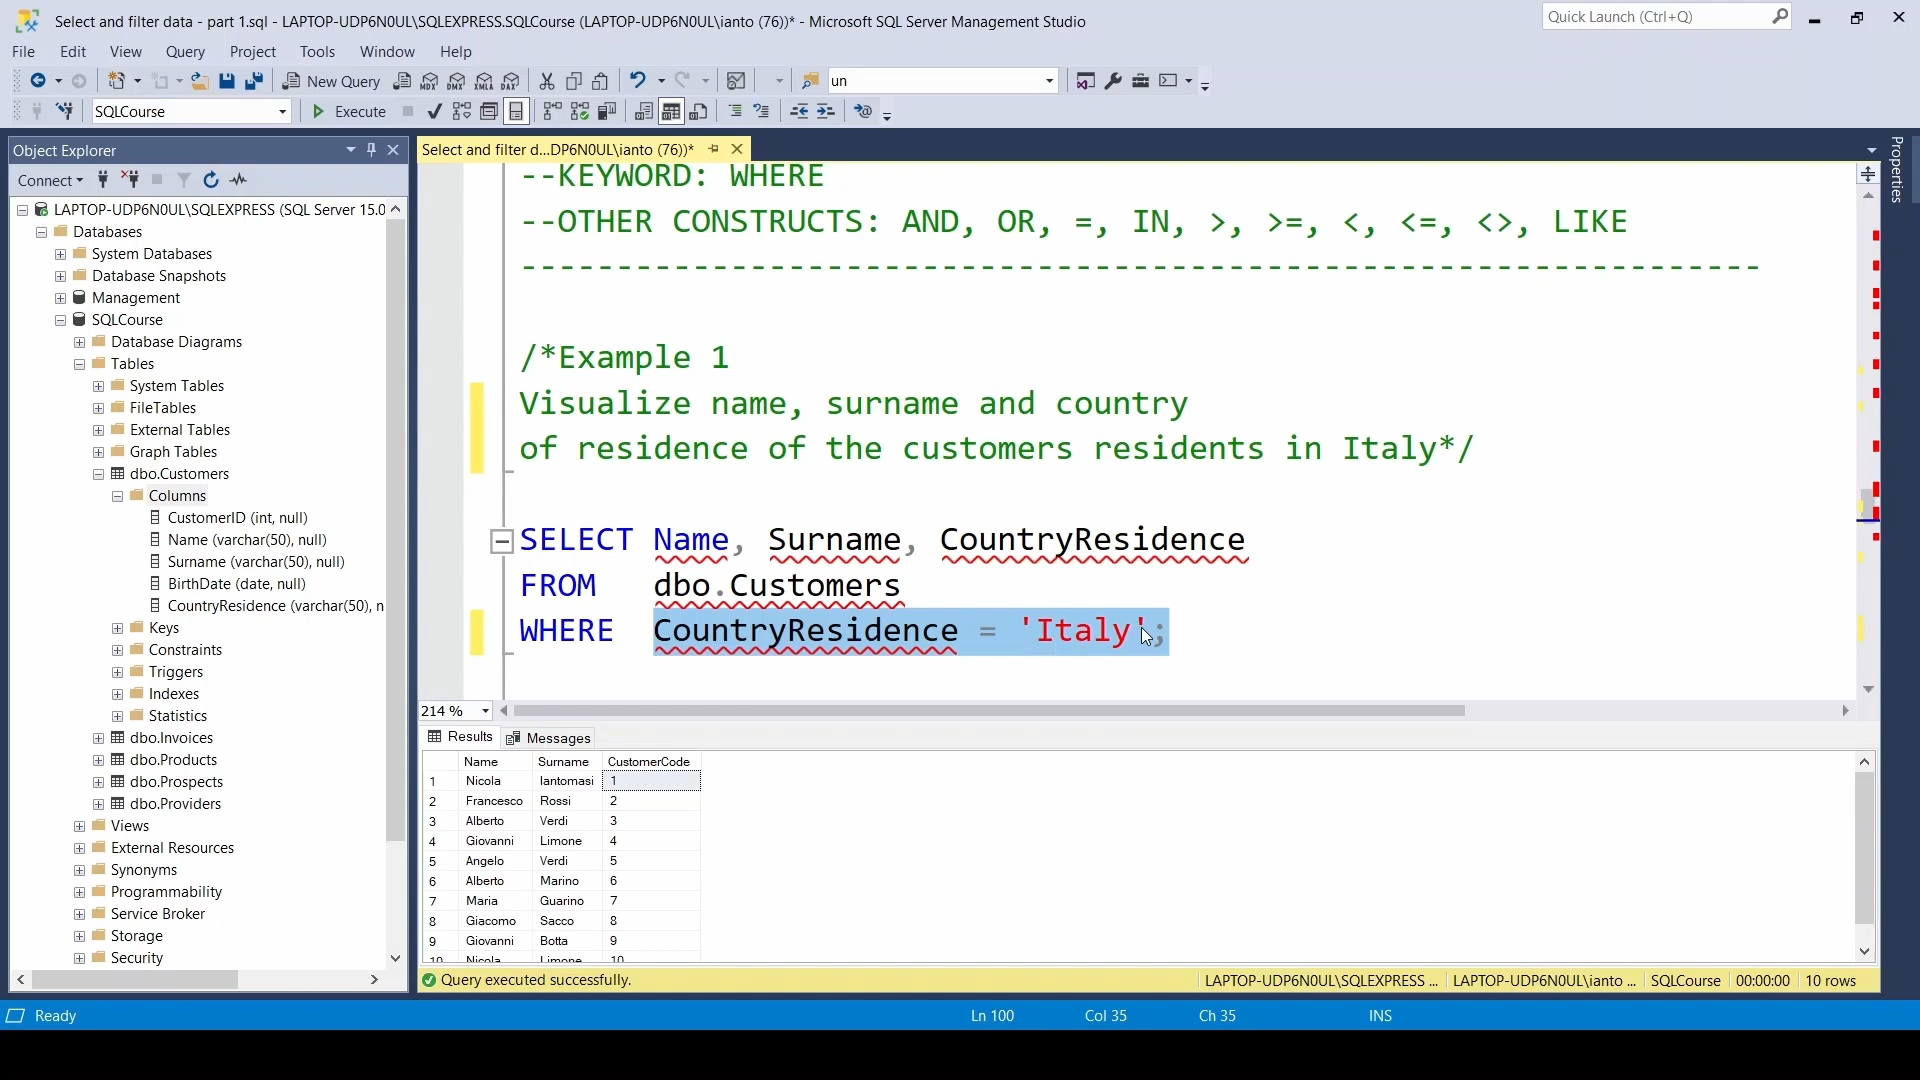 Select and filter data - part 1.sql - LAPTOP-UDP6N0UL\SQLEXPRESS.SQLCourse (LAPTOP-UDP6N0UL\ianto (76))* - Microsoft SQL Server Management Studio
Quick Launch (Ctrl+Q)
File Edit View Query Project Tools Window Help
New Query MDX DMX XMLA DAX un
SQLCourse Execute
Object Explorer
Connect
LAPTOP-UDP6N0UL\SQLEXPRESS (SQL Server 15.0
Databases
System Databases
Database Snapshots
Management
SQLCourse
Database Diagrams
Tables
System Tables
FileTables
External Tables
Graph Tables
dbo.Customers
Columns
CustomerID (int, null)
Name (varchar(50), null)
Surname (varchar(50), null)
BirthDate (date, null)
CountryResidence (varchar(50), n
Keys
Constraints
Triggers
Indexes
Statistics
dbo.Invoices
dbo.Products
dbo.Prospects
dbo.Providers
Views
External Resources
Synonyms
Programmability
Service Broker
Storage
Security
Select and filter d...DP6N0UL\ianto (76))*
--KEYWORD: WHERE
--OTHER CONSTRUCTS: AND, OR, =, IN, >, >=, <, <=, <>, LIKE
-----------------------------------------------------------------
/*Example 1
Visualize name, surname and country
of residence of the customers residents in Italy*/
SELECT Name, Surname, CountryResidence
FROM dbo.Customers
WHERE CountryResidence = 'Italy';
214 %
Results Messages
Name Surname CustomerCode
1 Nicola Iantomasi 1
2 Francesco Rossi 2
3 Alberto Verdi 3
4 Giovanni Limone 4
5 Angelo Verdi 5
6 Alberto Marino 6
7 Maria Guarino 7
8 Giacomo Sacco 8
9 Giovanni Botta 9
10 Nicola Limone 10
Query executed successfully.
LAPTOP-UDP6N0UL\SQLEXPRESS ... LAPTOP-UDP6N0UL\ianto ... SQLCourse 00:00:00 10 rows
Properties
Ready Ln 100 Col 35 Ch 35 INS